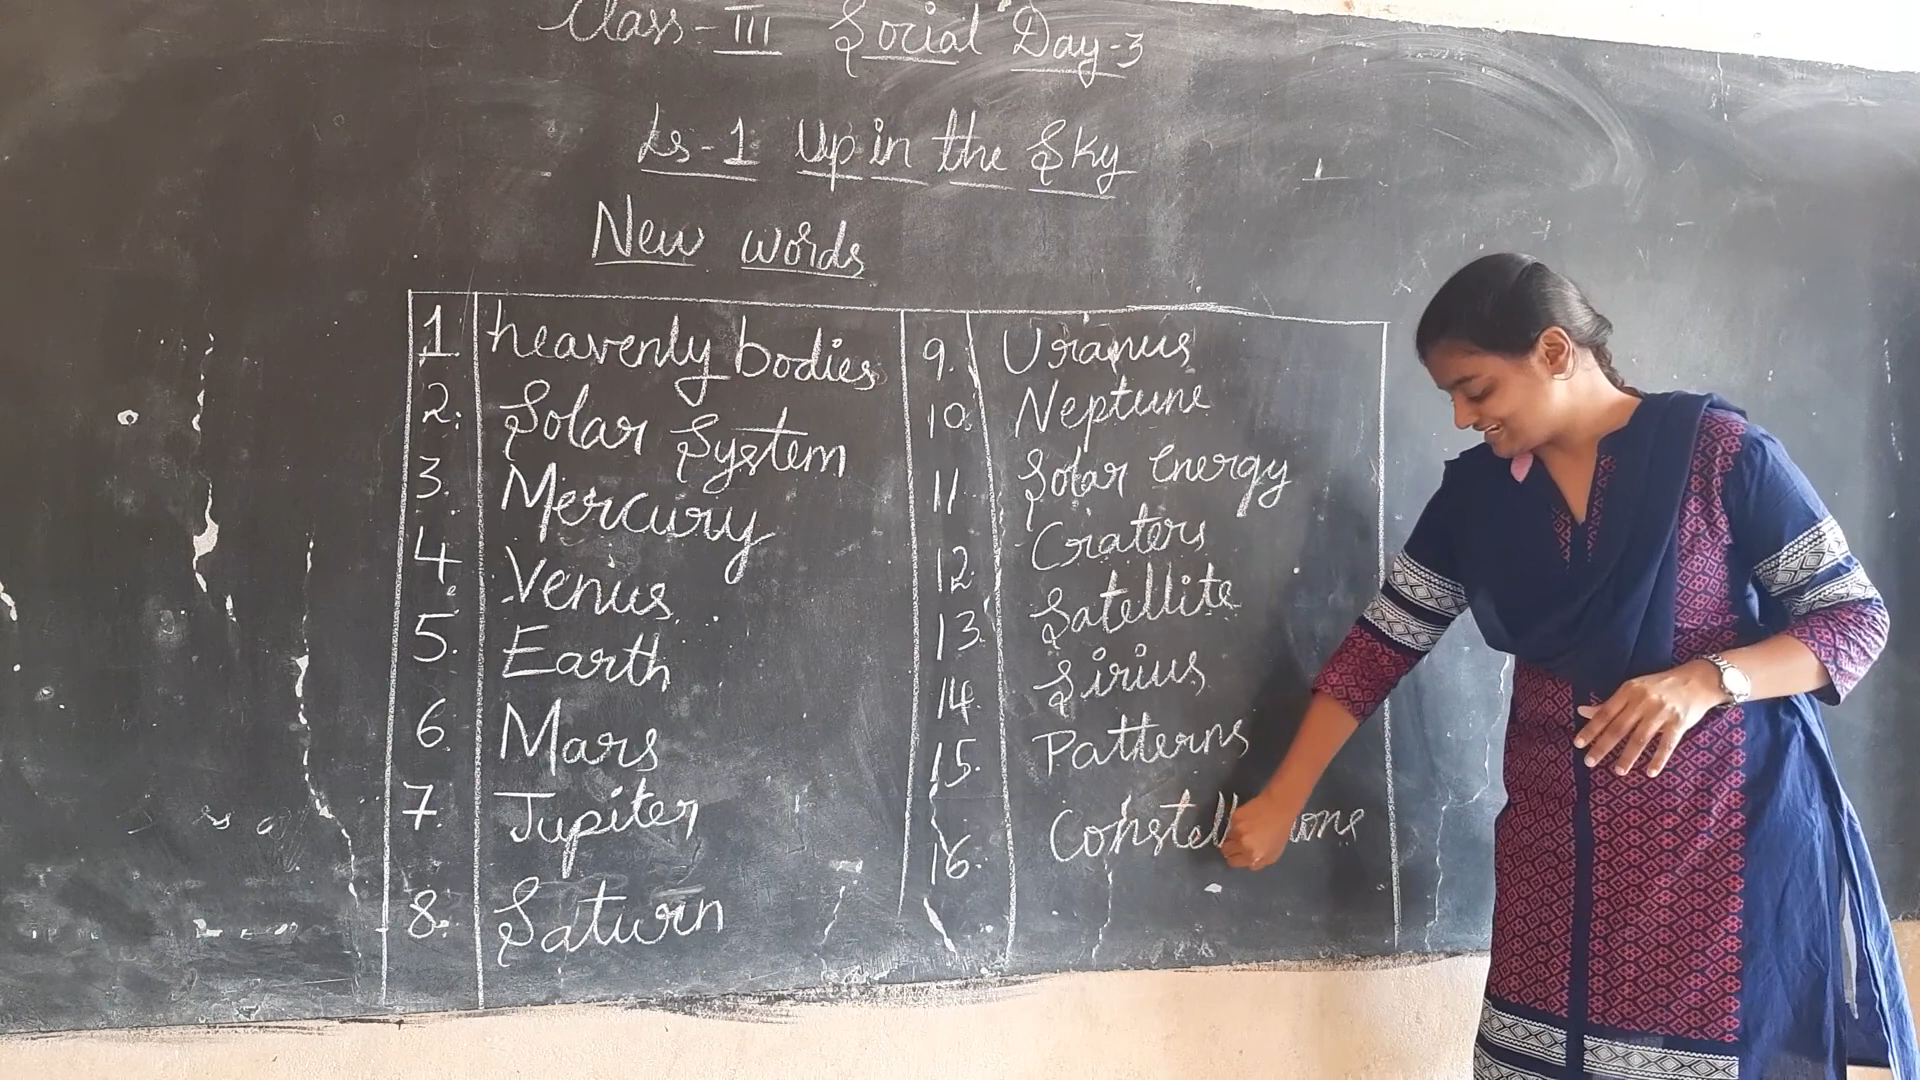 Class-III Social Day-3
Ls-1 Up in the Sky
New words
1. heavenly bodies
2. Solar System
3. Mercury
4. Venus
5. Earth
6. Mars
7. Jupiter
8. Saturn
9. Uranus
10. Neptune
11. Solar energy
12. Craters
13. Satellite
14. Sirius
15. Patterns
16.